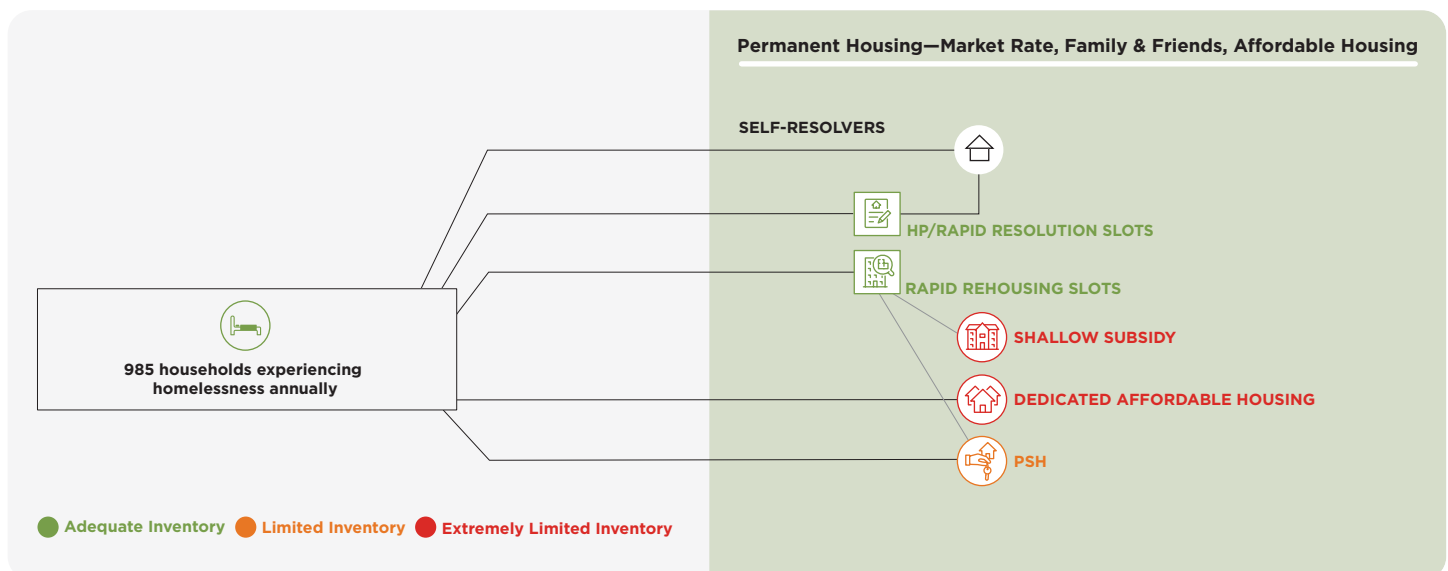 Permanent Housing—Market Rate, Family & Friends, Affordable Housing
SELF-RESOLVERS
HP/RAPID RESOLUTION SLOTS
RAPID REHOUSING SLOTS
SHALLOW SUBSIDY
985 households experiencing
homelessness annually
DEDICATED AFFORDABLE HOUSING
PSH
Adequate Inventory
Limited Inventory
Extremely Limited Inventory